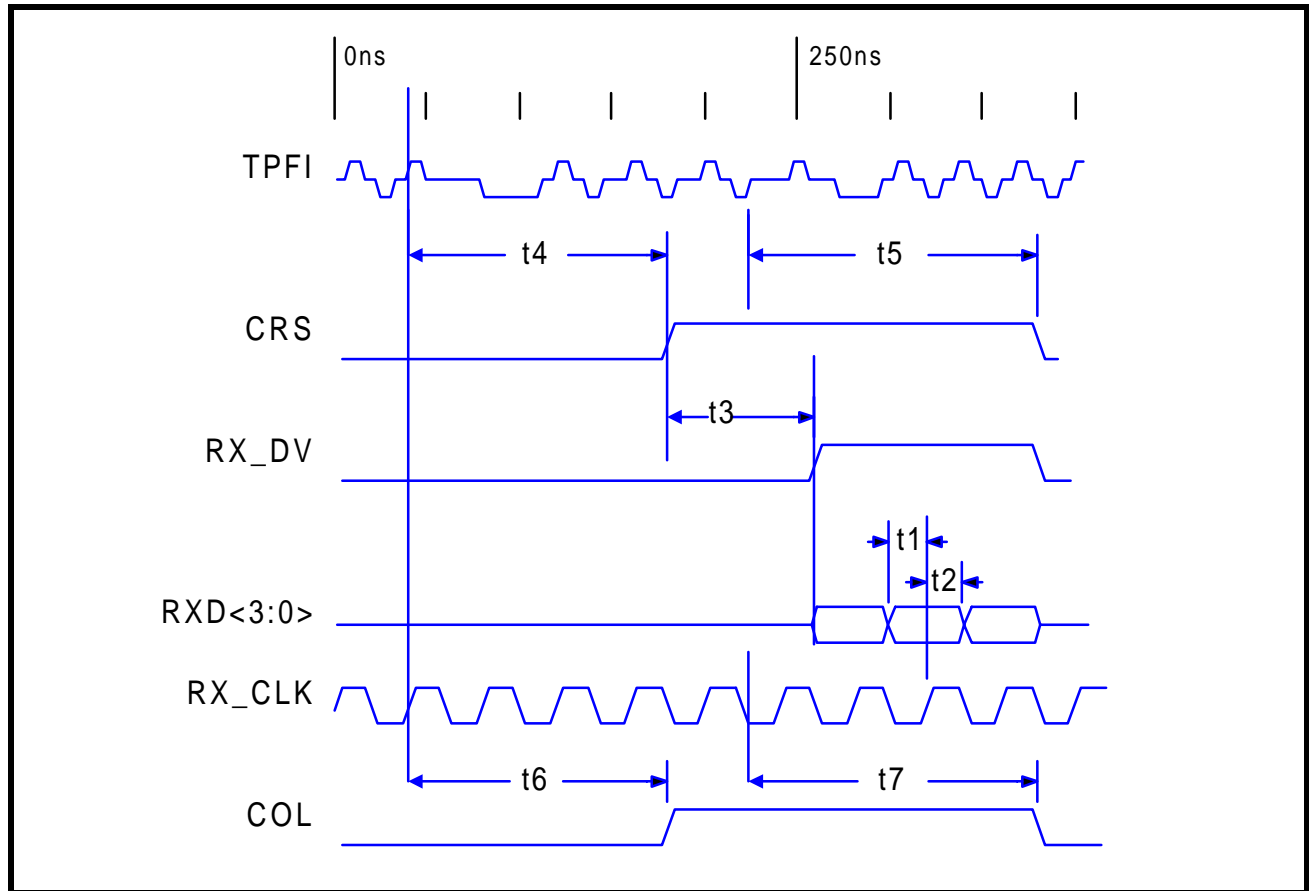 0ns
250ns
TPFI
t4
t5
CRS
t3
RX_DV
t1
t2
RXD<3:0>
RX_CLK
t6
t7
COL